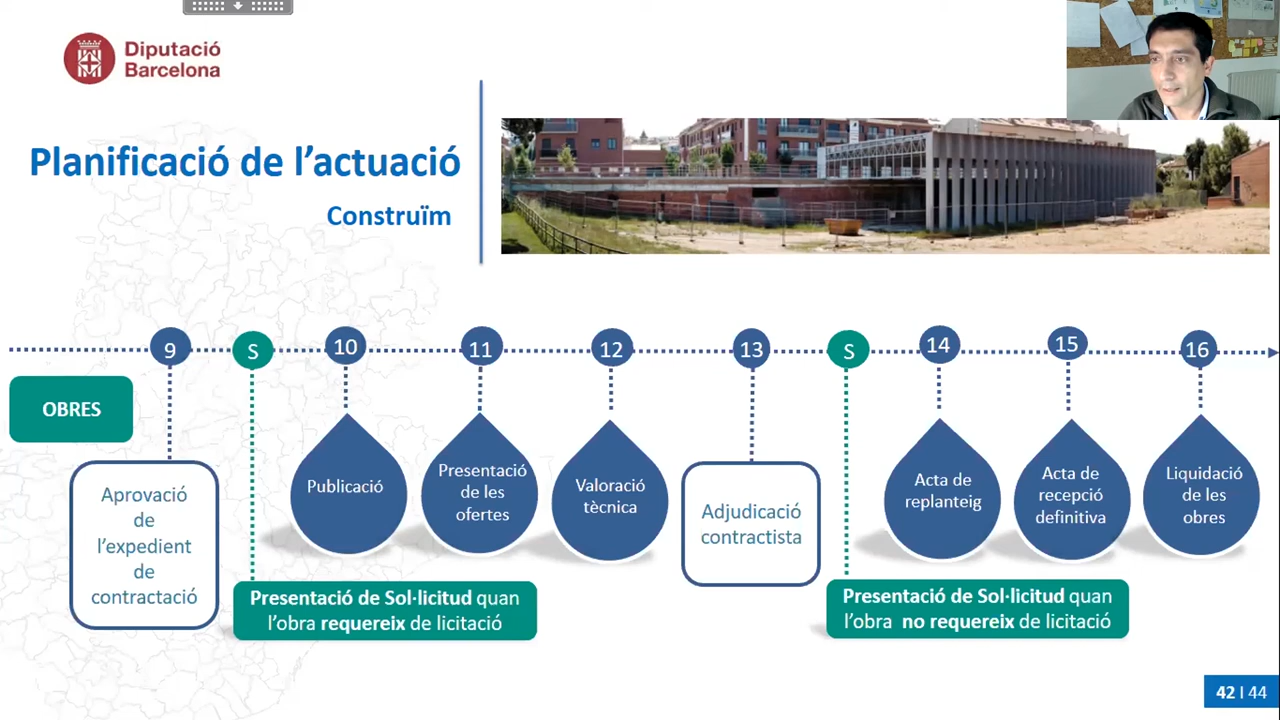 Diputació
Barcelona
Planificació de l’actuació
Construïm
9
S
10
11
12
13
S
14
15
16
OBRES
Aprovació
de
l’expedient
de
contractació
Publicació
Presentació
de les
ofertes
Valoració
tècnica
Adjudicació
contractista
Acta de
replanteig
Acta de
recepció
definitiva
Liquidació
de les
obres
Presentació de Sol·licitud quan
l’obra requereix de licitació
Presentació de Sol·licitud quan
l’obra no requereix de licitació
42 I 44